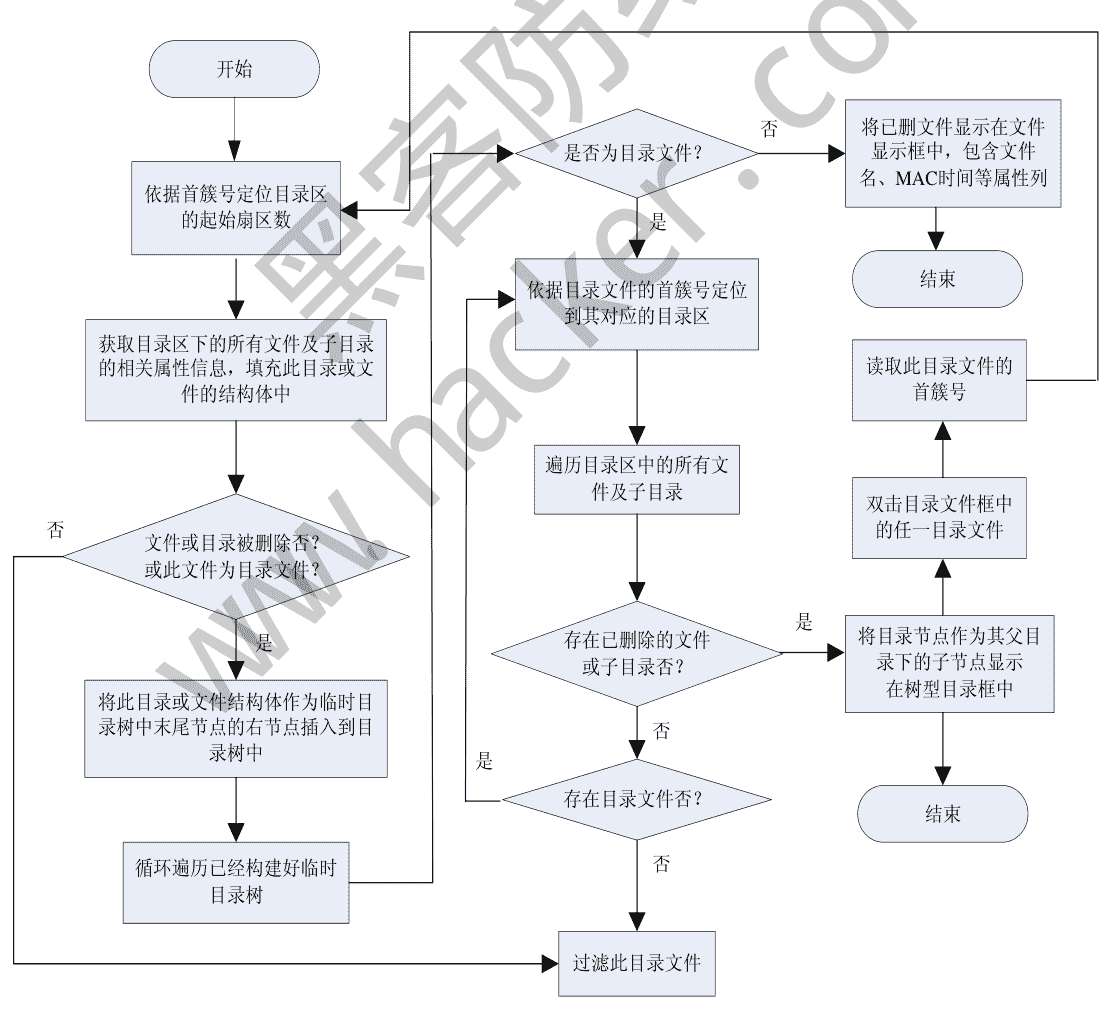 开始
依据首簇号定位目录区
的起始扇区数
获取目录区下的所有文件及子目录
的相关属性信息，填充此目录或文
件的结构体中
否
文件或目录被删除否?
或此文件为目录文件?
是
将此目录或文件结构体作为临时目
录树中末尾节点的右节点插入到目
录树中
循环遍历已经构建好临时
目录树
是否为目录文件?
否
是
依据目录文件的首簇号定位
到其对应的目录区
遍历目录区中的所有文
件及子目录
存在已删除的文件
或子目录否?
是
否
是
存在目录文件否?
否
过滤此目录文件
将已删文件显示在文件
显示框中，包含文件
名、MAC时间等属性列
结束
读取此目录文件的
首簇号
双击目录文件框中
的任一目录文件
将目录节点作为其父目
录下的子节点显示
在树型目录框中
结束
黑客防
www.hacker.co